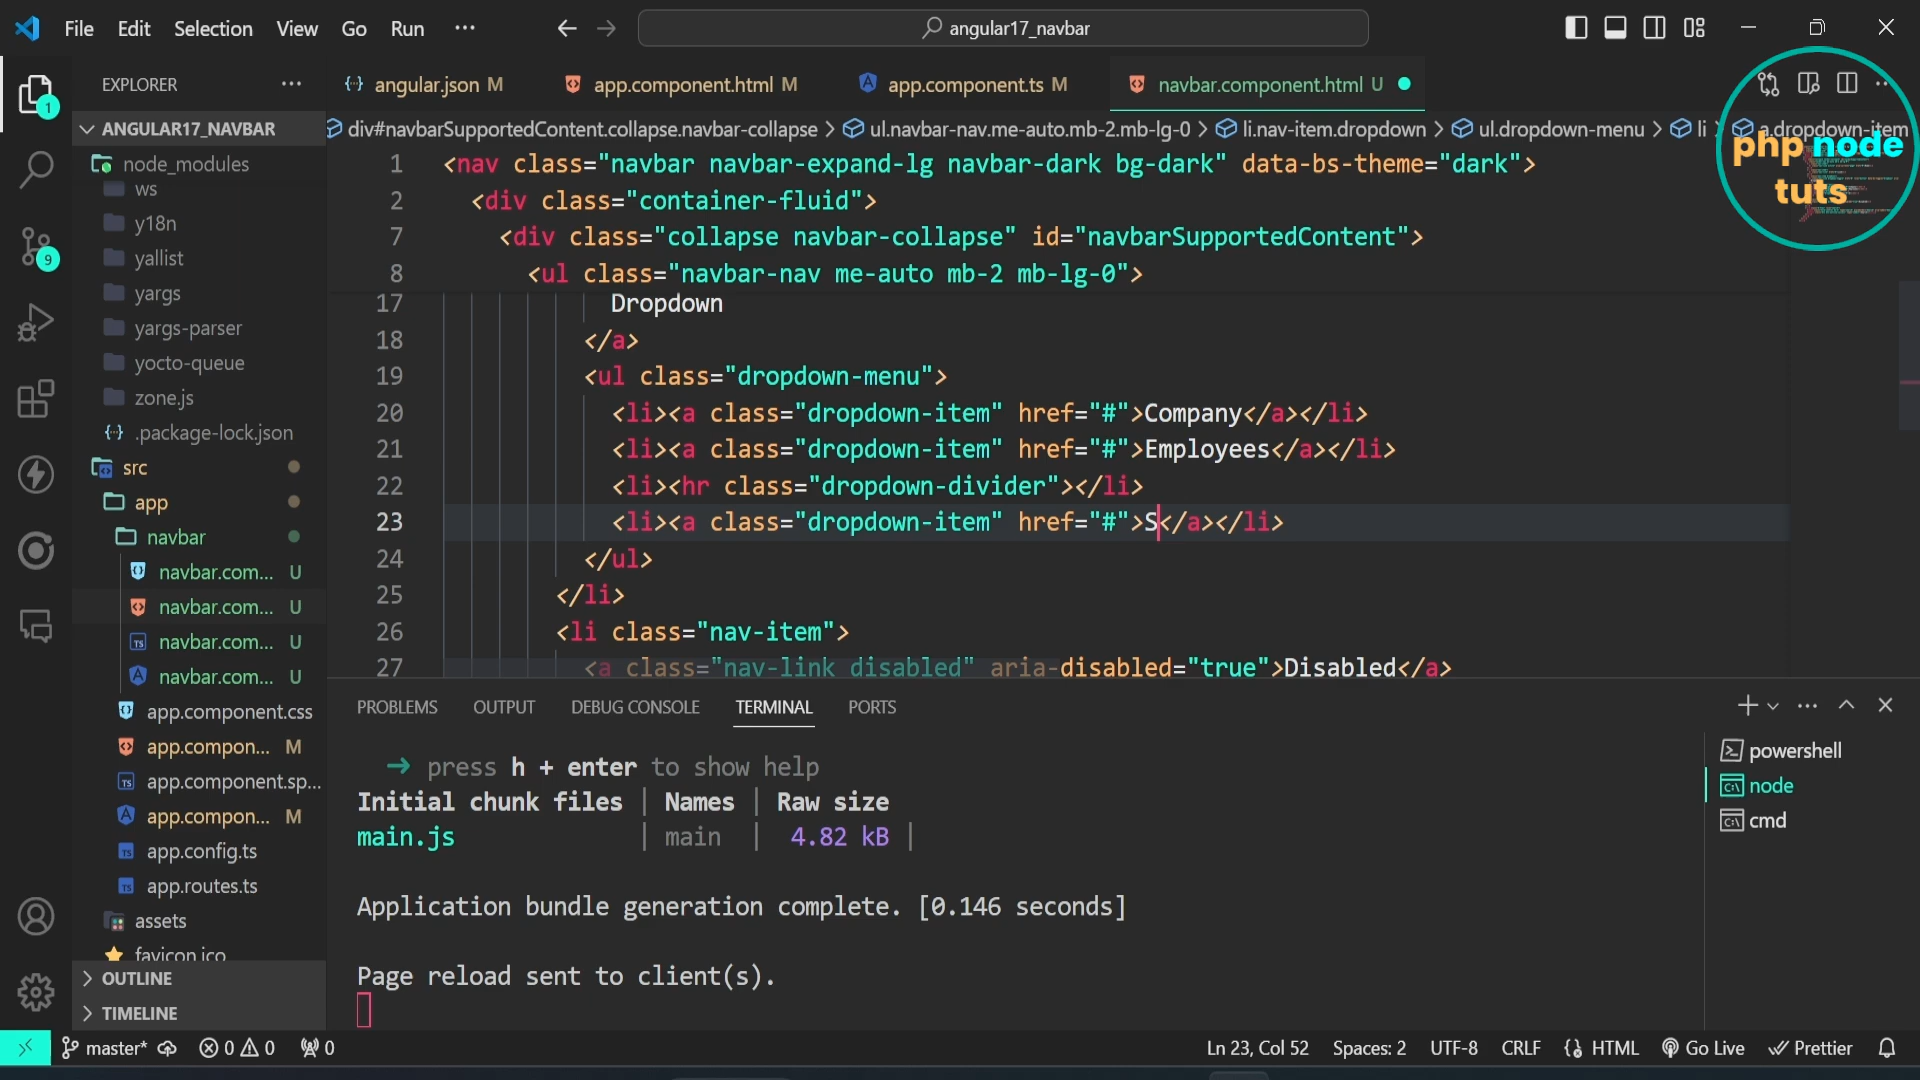 File Edit Selection View Go Run ··· angular17_navbar
EXPLORER ···
angular.json M app.component.html M app.component.ts M navbar.component.html U
ANGULAR17_NAVBAR
div#navbarSupportedContent.collapse.navbar-collapse > ul.navbar-nav.me-auto.mb-2.mb-lg-0 > li.nav-item.dropdown > ul.dropdown-menu > li > a.dropdown-item
php node
tuts
node_modules
ws
y18n
yallist
yargs
yargs-parser
yocto-queue
zone.js
.package-lock.json
src
app
navbar
navbar.com... U
navbar.com... U
navbar.com... U
navbar.com... U
app.component.css
app.compon... M
app.component.sp...
app.compon... M
app.config.ts
app.routes.ts
assets
favicon.ico
OUTLINE
TIMELINE
1
9
1 <nav class="navbar navbar-expand-lg navbar-dark bg-dark" data-bs-theme="dark">
2 <div class="container-fluid">
7 <div class="collapse navbar-collapse" id="navbarSupportedContent">
8 <ul class="navbar-nav me-auto mb-2 mb-lg-0">
17 Dropdown
18 </a>
19 <ul class="dropdown-menu">
20 <li><a class="dropdown-item" href="#">Company</a></li>
21 <li><a class="dropdown-item" href="#">Employees</a></li>
22 <li><hr class="dropdown-divider"></li>
23 <li><a class="dropdown-item" href="#">S</a></li>
24 </ul>
25 </li>
26 <li class="nav-item">
27 <a class="nav-link disabled" aria-disabled="true">Disabled</a>
PROBLEMS OUTPUT DEBUG CONSOLE TERMINAL PORTS
➜ press h + enter to show help
Initial chunk files | Names | Raw size
main.js | main | 4.82 kB |
Application bundle generation complete. [0.146 seconds]
Page reload sent to client(s).
powershell
node
cmd
master* 0 0 0 Ln 23, Col 52 Spaces: 2 UTF-8 CRLF HTML Go Live Prettier